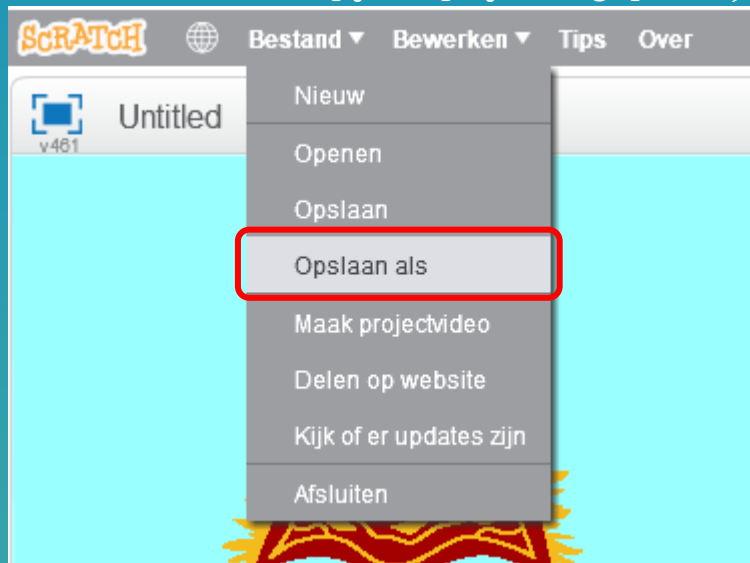 SCRATCH Bestand Bewerken Tips Over
Untitled
v461
Nieuw
Openen
Opslaan
Opslaan als
Maak projectvideo
Delen op website
Kijk of er updates zijn
Afsluiten